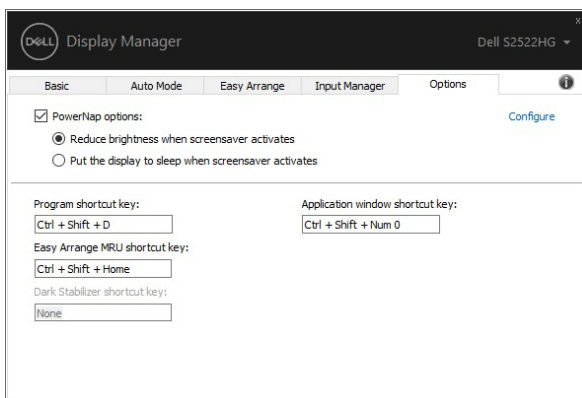 DELL Display Manager
Dell S2522HG
x
Basic
Auto Mode
Easy Arrange
Input Manager
Options
i
PowerNap options:
Configure
Reduce brightness when screensaver activates
Put the display to sleep when screensaver activates
Program shortcut key:
Application window shortcut key:
Ctrl + Shift + D
Ctrl + Shift + Num 0
Easy Arrange MRU shortcut key:
Ctrl + Shift + Home
Dark Stabilizer shortcut key:
None